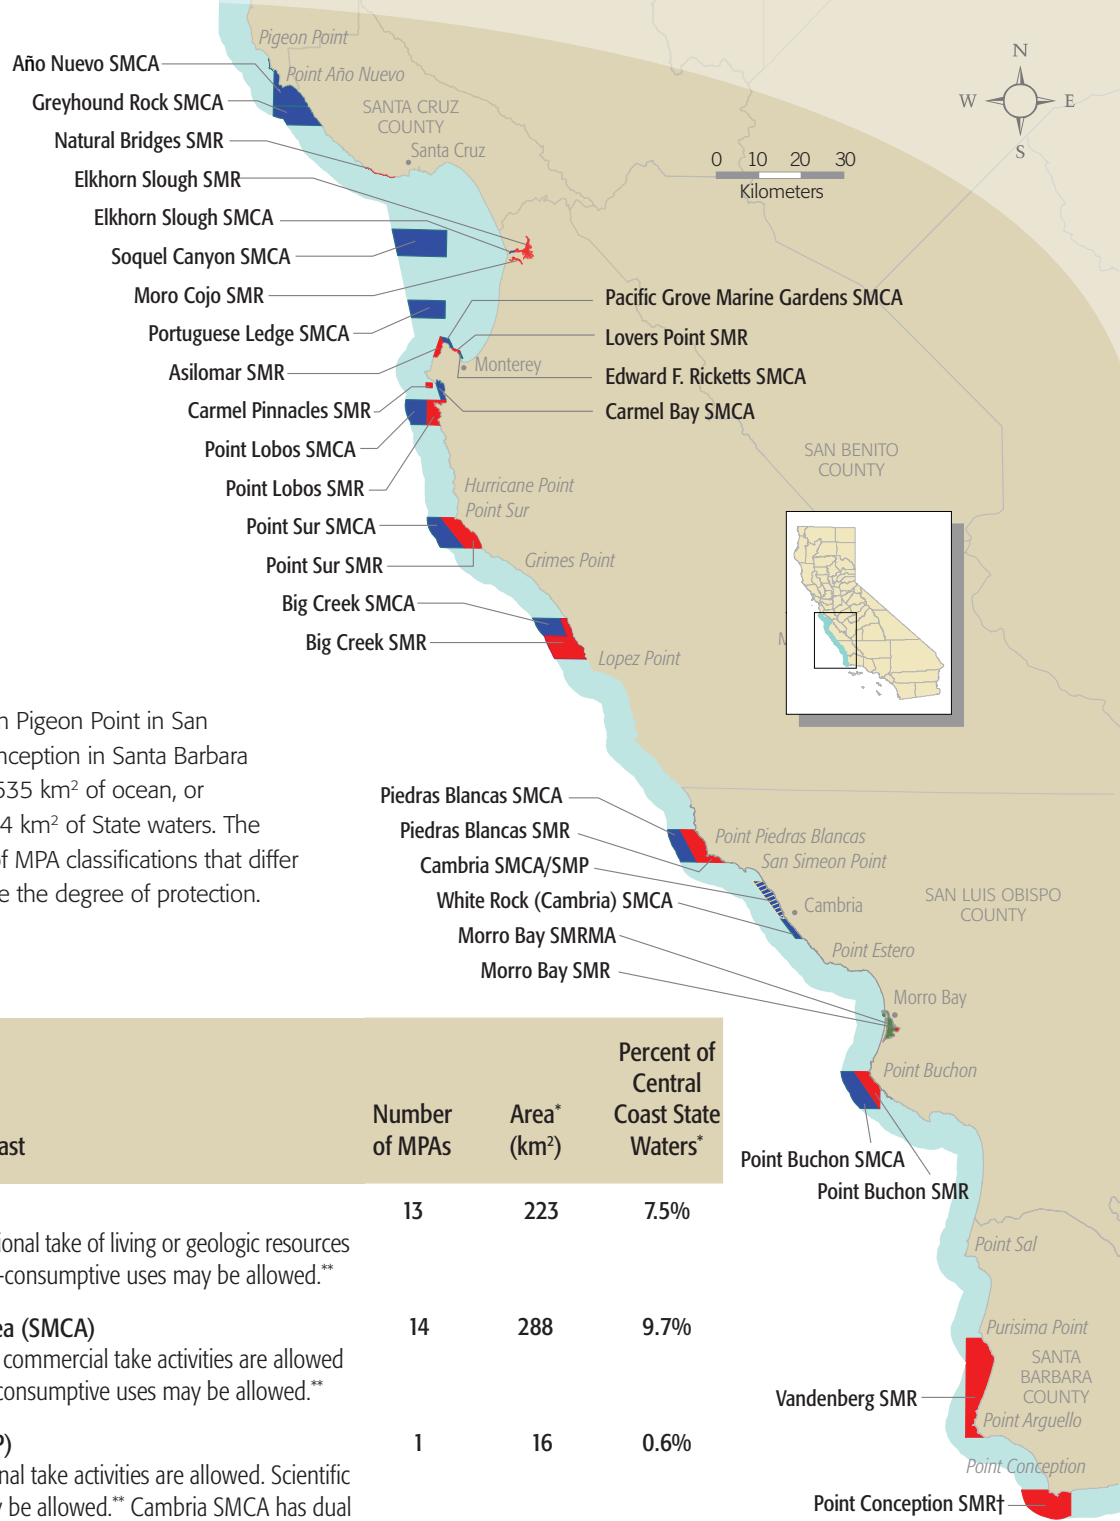 Pigeon Point
Año Nuevo SMCA
Point Año Nuevo
Greyhound Rock SMCA
SANTA CRUZ
COUNTY
Natural Bridges SMR
Santa Cruz
Elkhorn Slough SMR
Elkhorn Slough SMCA
Soquel Canyon SMCA
Moro Cojo SMR
Portuguese Ledge SMCA
Asilomar SMR
Carmel Pinnacles SMR
Point Lobos SMCA
Point Lobos SMR
Point Sur SMCA
Point Sur SMR
Big Creek SMCA
Big Creek SMR
N
W E
S
0 10 20 30
Kilometers
Pacific Grove Marine Gardens SMCA
Lovers Point SMR
Monterey
Edward F. Ricketts SMCA
Carmel Bay SMCA
SAN BENITO
COUNTY
Hurricane Point
Point Sur
Grimes Point
Lopez Point
M
n Pigeon Point in San
nception in Santa Barbara
535 km² of ocean, or
4 km² of State waters. The
of MPA classifications that differ
e the degree of protection.
Piedras Blancas SMCA
Piedras Blancas SMR
Cambria SMCA/SMP
White Rock (Cambria) SMCA
Morro Bay SMRMA
Morro Bay SMR
Point Piedras Blancas
San Simeon Point
SAN LUIS OBISPO
COUNTY
Cambria
Point Estero
Morro Bay
Point Buchon
Point Buchon SMCA
Point Buchon SMR
Point Sal
Purisima Point
SANTA
BARBARA
COUNTY
Vandenberg SMR
Point Arguello
Point Conception
Point Conception SMR†
ast
Number
of MPAs
Area*
(km²)
Percent of
Central
Coast State
Waters*
13 223 7.5%
ional take of living or geologic resources
-consumptive uses may be allowed.**
ea (SMCA) 14 288 9.7%
commercial take activities are allowed
consumptive uses may be allowed.**
P) 1 16 0.6%
nal take activities are allowed. Scientific
y be allowed.** Cambria SMCA has dual